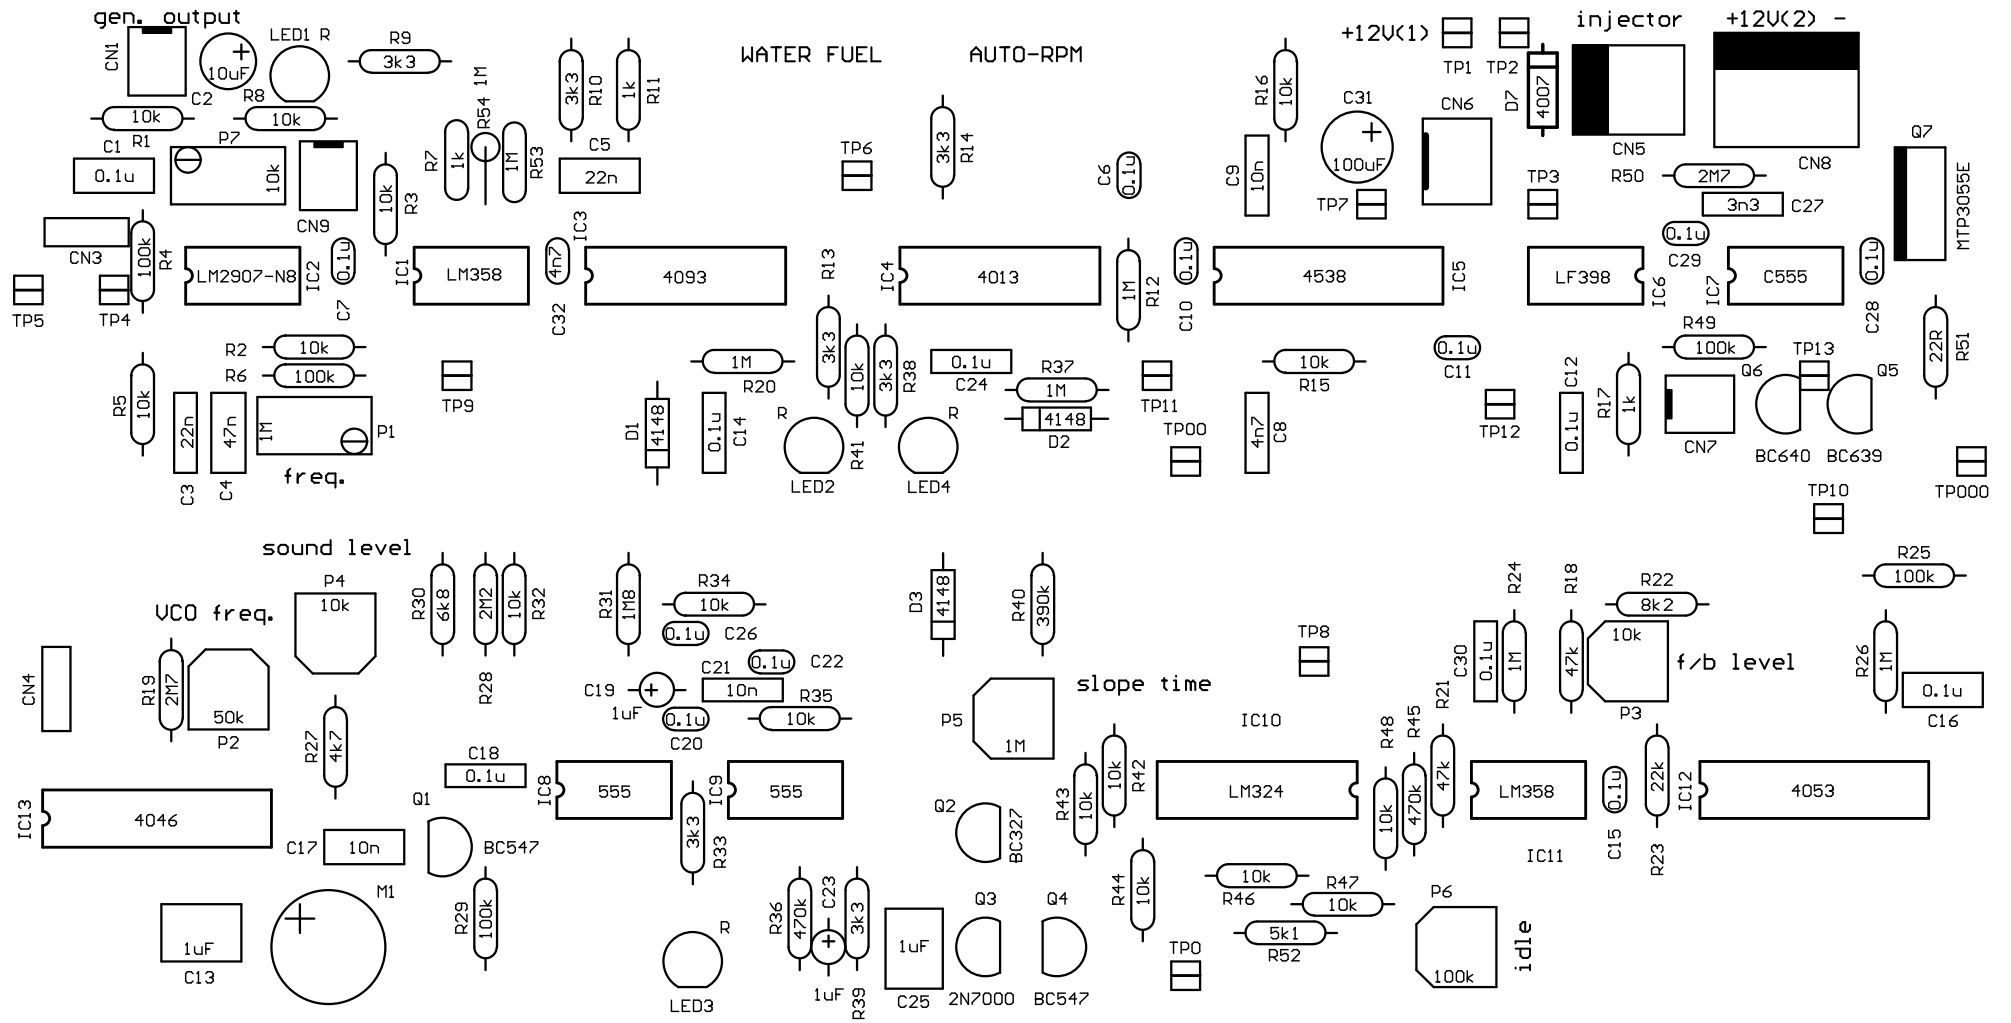 gen. output
injector
+12V(2) -
+12V(1)
WATER FUEL
AUTO-RPM
CN1
10uF
C2
LED1 R
R9
3k3
R8
10k
10k
R1
C1
0.1u
P7
10k
CN9
R3
10k
R7
1k
R54 1M
1M
R53
3k3
R10
1k
R11
C5
22n
TP6
3k3
R14
C6
0.1u
R16
10k
C9
10n
C31
100uF
TP7
CN6
TP1
TP2
D7
4007
TP3
CN5
CN8
Q7
MTP3055E
R50
2M7
3n3
C27
CN3
TP5
TP4
100k
R4
LM2907-N8
IC2
0.1u
C7
IC1
LM358
4n7
C32
IC3
4093
R13
3k3
IC4
4013
1M
R12
0.1u
C10
4538
IC5
LF398
IC6
0.1u
C29
IC7
C555
0.1u
C28
22R
R51
R2
10k
R6
100k
R5
10k
22n
C3
47n
C4
1M
P1
freq.
TP9
D1
4148
1M
R20
0.1u
C14
R
LED2
10k
R41
3k3
R38
R
LED4
0.1u
C24
R37
1M
4148
D2
TP11
TP00
10k
R15
4n7
C8
0.1u
C11
TP12
C12
0.1u
R17
1k
R49
100k
CN7
Q6
BC640
TP13
Q5
BC639
TP10
TP000
sound level
P4
10k
VCO freq.
CN4
R19
2M7
50k
P2
R27
4k7
R30
6k8
2M2
R28
10k
R32
R31
1M8
R34
10k
0.1u
C26
0.1u
C22
C19
1uF
C21
10n
0.1u
C20
R35
10k
D3
4148
R40
390k
P5
1M
slope time
TP8
R24
1M
C30
0.1u
R18
47k
R22
8k2
10k
P3
f/b level
R25
100k
R26
1M
0.1u
C16
IC13
4046
C18
0.1u
C17
10n
Q1
BC547
IC8
555
IC9
555
3k3
R33
Q2
BC327
R43
10k
10k
R42
IC10
LM324
R48
10k
R45
470k
R21
47k
LM358
IC11
0.1u
C15
22k
R23
IC12
4053
1uF
C13
M1
R29
100k
R
LED3
R36
470k
C23
1uF
3k3
R39
1uF
C25
Q3
2N7000
Q4
BC547
R44
10k
10k
R46
R47
10k
5k1
R52
TP0
P6
100k
idle